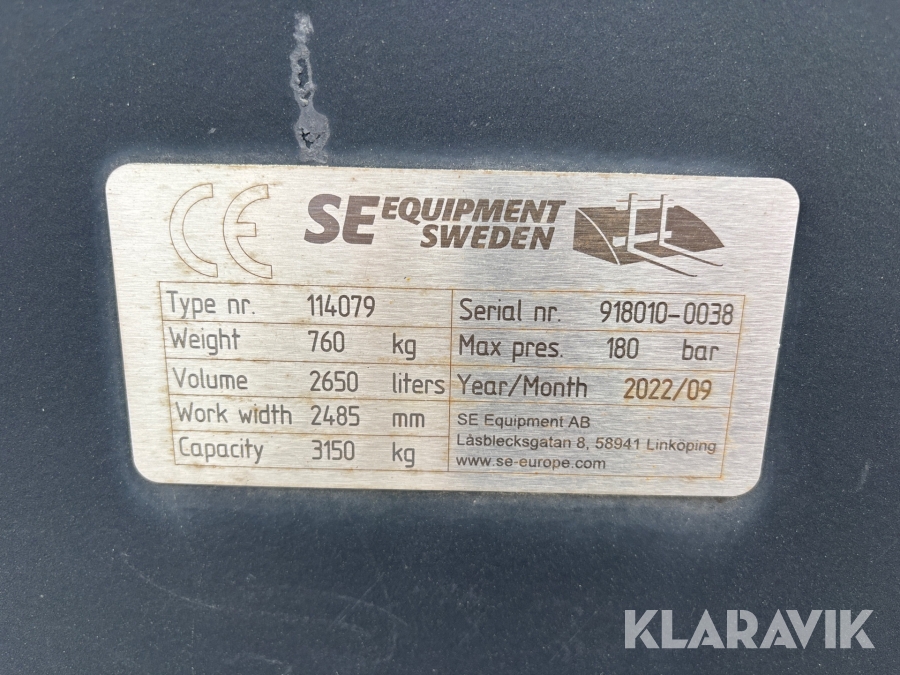 CE SE EQUIPMENT
SWEDEN
Type nr. 114079 Serial nr. 918010-0038
Weight 760 kg Max pres. 180 bar
Volume 2650 liters Year/Month 2022/09
Work width 2485 mm SE Equipment AB
Låsblecksgatan 8, 58941 Linkoping
Capacity 3150 kg www.se-europe.com
KLARAVIK